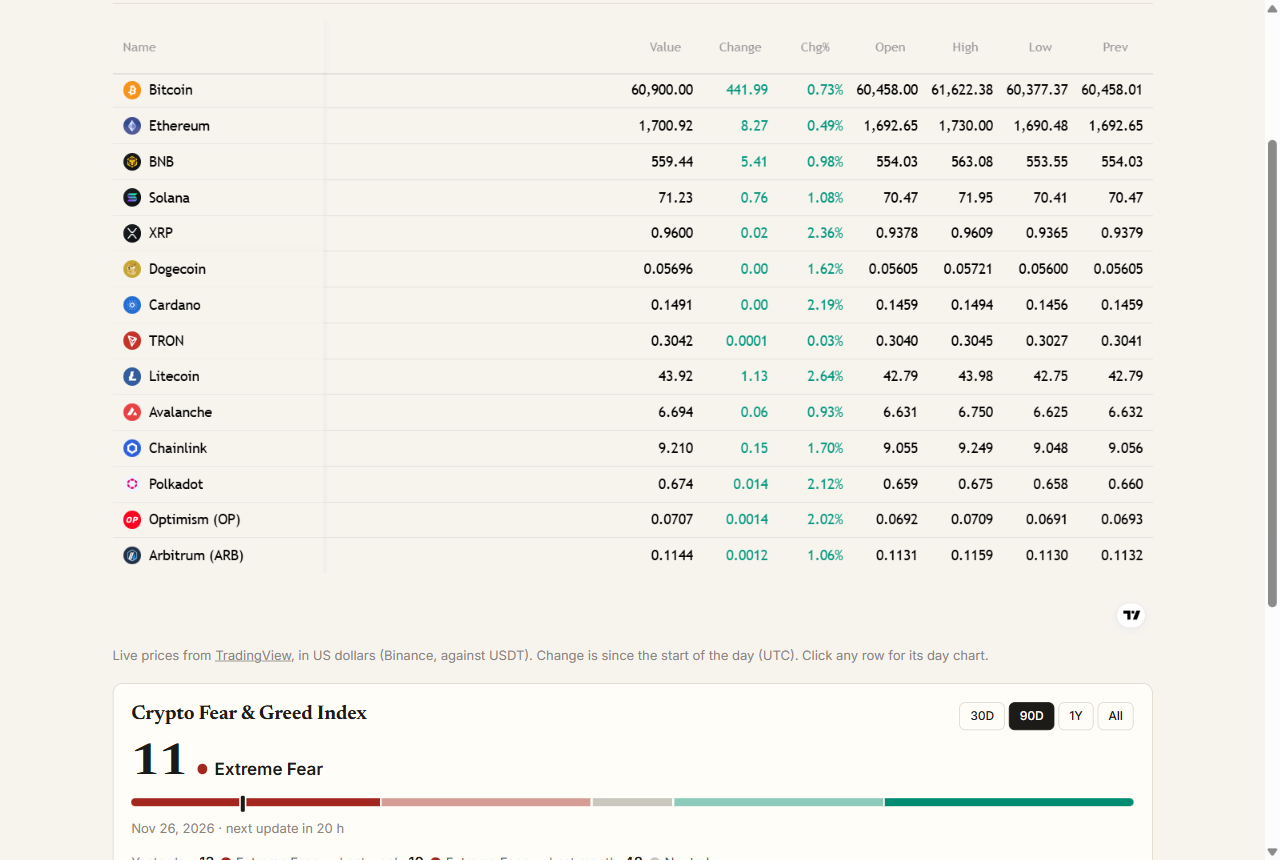 Name Value Change Chg% Open High Low Prev
Bitcoin 60,900.00 441.99 0.73% 60,458.00 61,622.38 60,377.37 60,458.01
Ethereum 1,700.92 8.27 0.49% 1,692.65 1,730.00 1,690.48 1,692.65
BNB 559.44 5.41 0.98% 554.03 563.08 553.55 554.03
Solana 71.23 0.76 1.08% 70.47 71.95 70.41 70.47
XRP 0.9600 0.02 2.36% 0.9378 0.9609 0.9365 0.9379
Dogecoin 0.05696 0.00 1.62% 0.05605 0.05721 0.05600 0.05605
Cardano 0.1491 0.00 2.19% 0.1459 0.1494 0.1456 0.1459
TRON 0.3042 0.0001 0.03% 0.3040 0.3045 0.3027 0.3041
Litecoin 43.92 1.13 2.64% 42.79 43.98 42.75 42.79
Avalanche 6.694 0.06 0.93% 6.631 6.750 6.625 6.632
Chainlink 9.210 0.15 1.70% 9.055 9.249 9.048 9.056
Polkadot 0.674 0.014 2.12% 0.659 0.675 0.658 0.660
OP Optimism (OP) 0.0707 0.0014 2.02% 0.0692 0.0709 0.0691 0.0693
Arbitrum (ARB) 0.1144 0.0012 1.06% 0.1131 0.1159 0.1130 0.1132
Live prices from TradingView, in US dollars (Binance, against USDT). Change is since the start of the day (UTC). Click any row for its day chart.
Crypto Fear & Greed Index 30D 90D 1Y All
11 Extreme Fear
Nov 26, 2026 · next update in 20 h